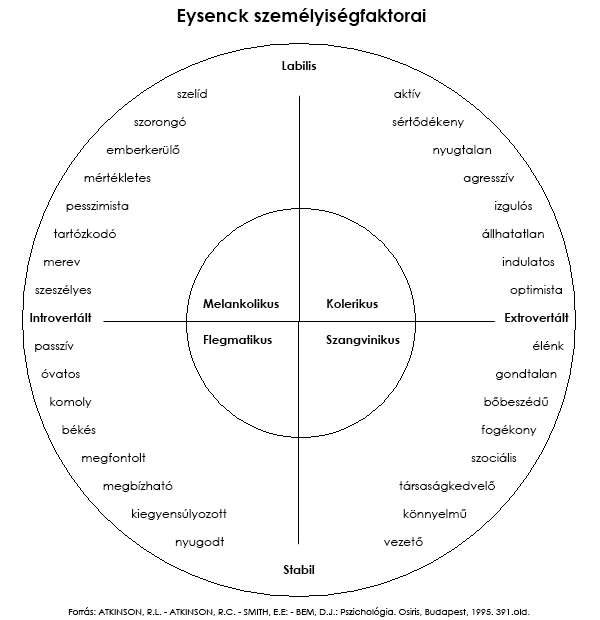 Eysenck személyiségfaktorai
Labilis
szelíd
aktív
szorongó
sértődékeny
emberkerülő
nyugtalan
mértékletes
agresszív
pesszimista
izgulós
tartózkodó
állhatatlan
merev
indulatos
szeszélyes
optimista
Melankolikus
Kolerikus
Introvertált
Extrovertált
Flegmatikus
Szangvinikus
passzív
élénk
óvatos
gondtalan
komoly
bőbeszédű
békés
fogékony
megfontolt
szociális
megbízható
társaságkedvelő
kiegyensúlyozott
könnyelmű
nyugodt
vezető
Stabil
Forrás: ATKINSON, R.L. - ATKINSON, R.C. - SMITH, E.E: - BEM, D.J.: Pszichológia. Osiris, Budapest, 1995. 391.old.